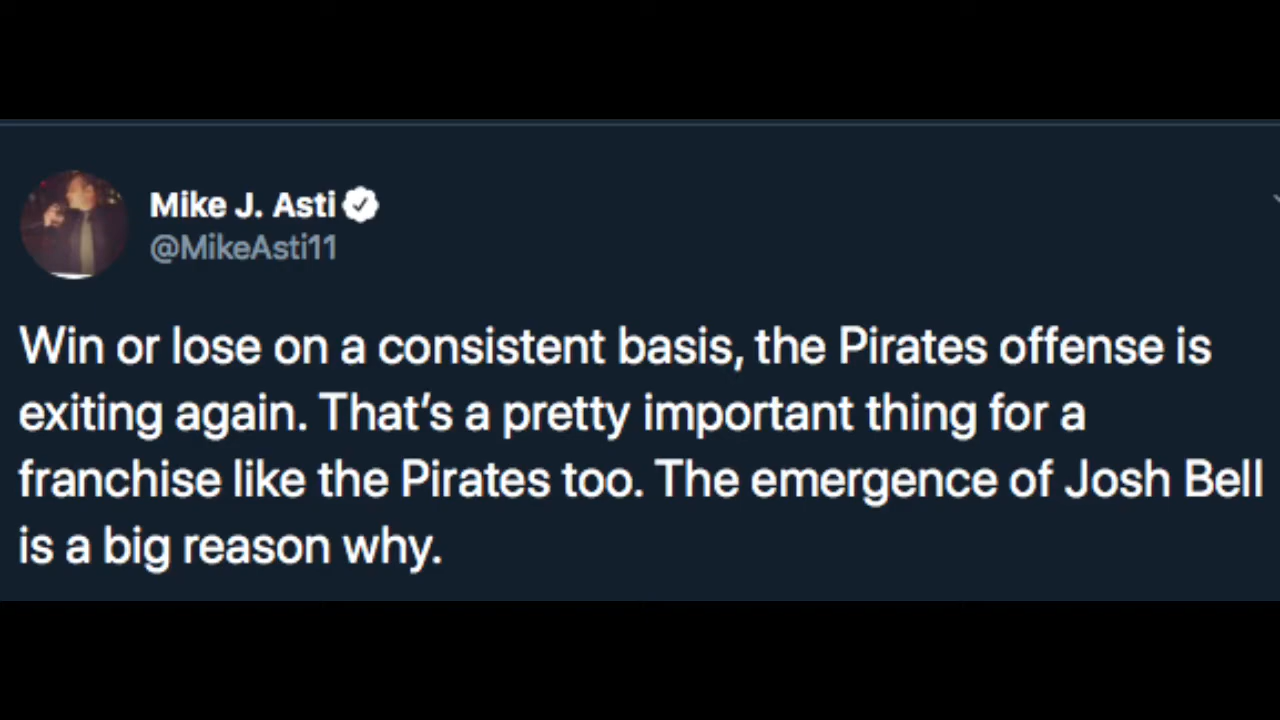 Mike J. Asti
@MikeAsti11
Win or lose on a consistent basis, the Pirates offense is
exiting again. That’s a pretty important thing for a
franchise like the Pirates too. The emergence of Josh Bell
is a big reason why.